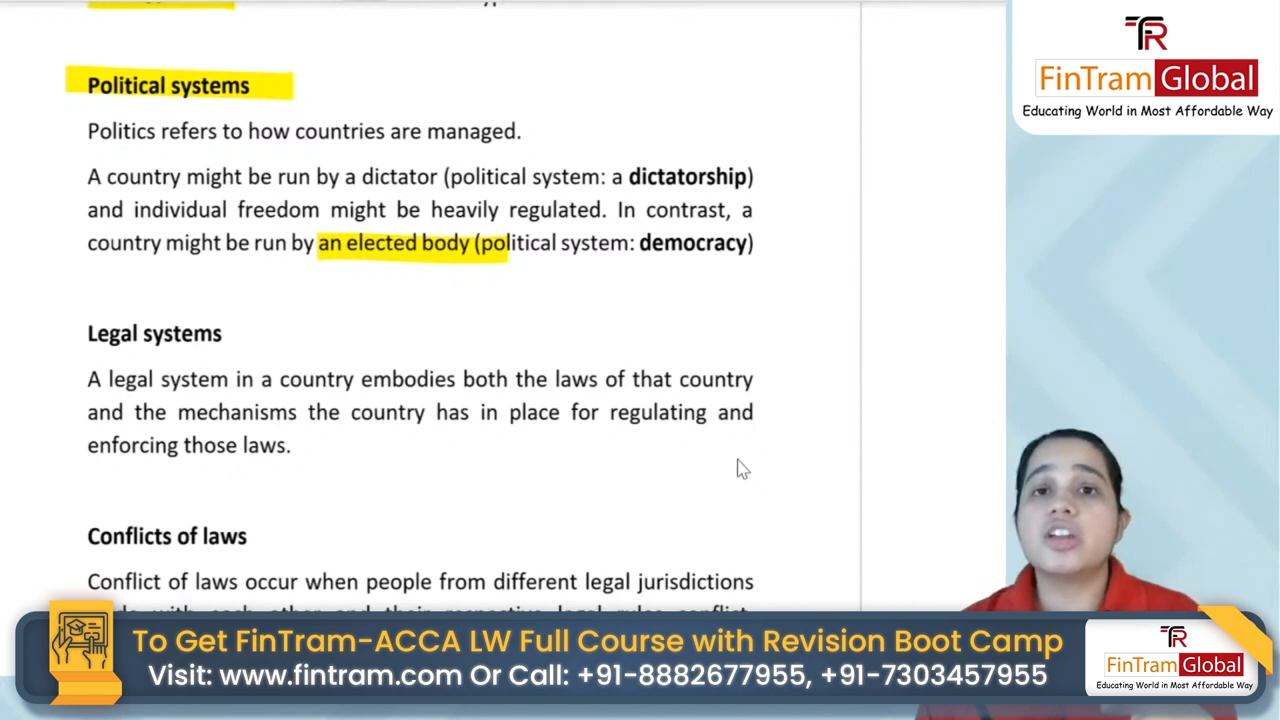 Political systems
Politics refers to how countries are managed.
A country might be run by a dictator (political system: a dictatorship)
and individual freedom might be heavily regulated. In contrast, a
country might be run by an elected body (political system: democracy)
Legal systems
A legal system in a country embodies both the laws of that country
and the mechanisms the country has in place for regulating and
enforcing those laws.
Conflicts of laws
Conflict of laws occur when people from different legal jurisdictions
TR
FinTram Global
Educating World in Most Affordable Way
To Get FinTram-ACCA LW Full Course with Revision Boot Camp
Visit: www.fintram.com Or Call: +91-8882677955, +91-7303457955
TR
FinTram Global
Educating World in Most Affordable Way